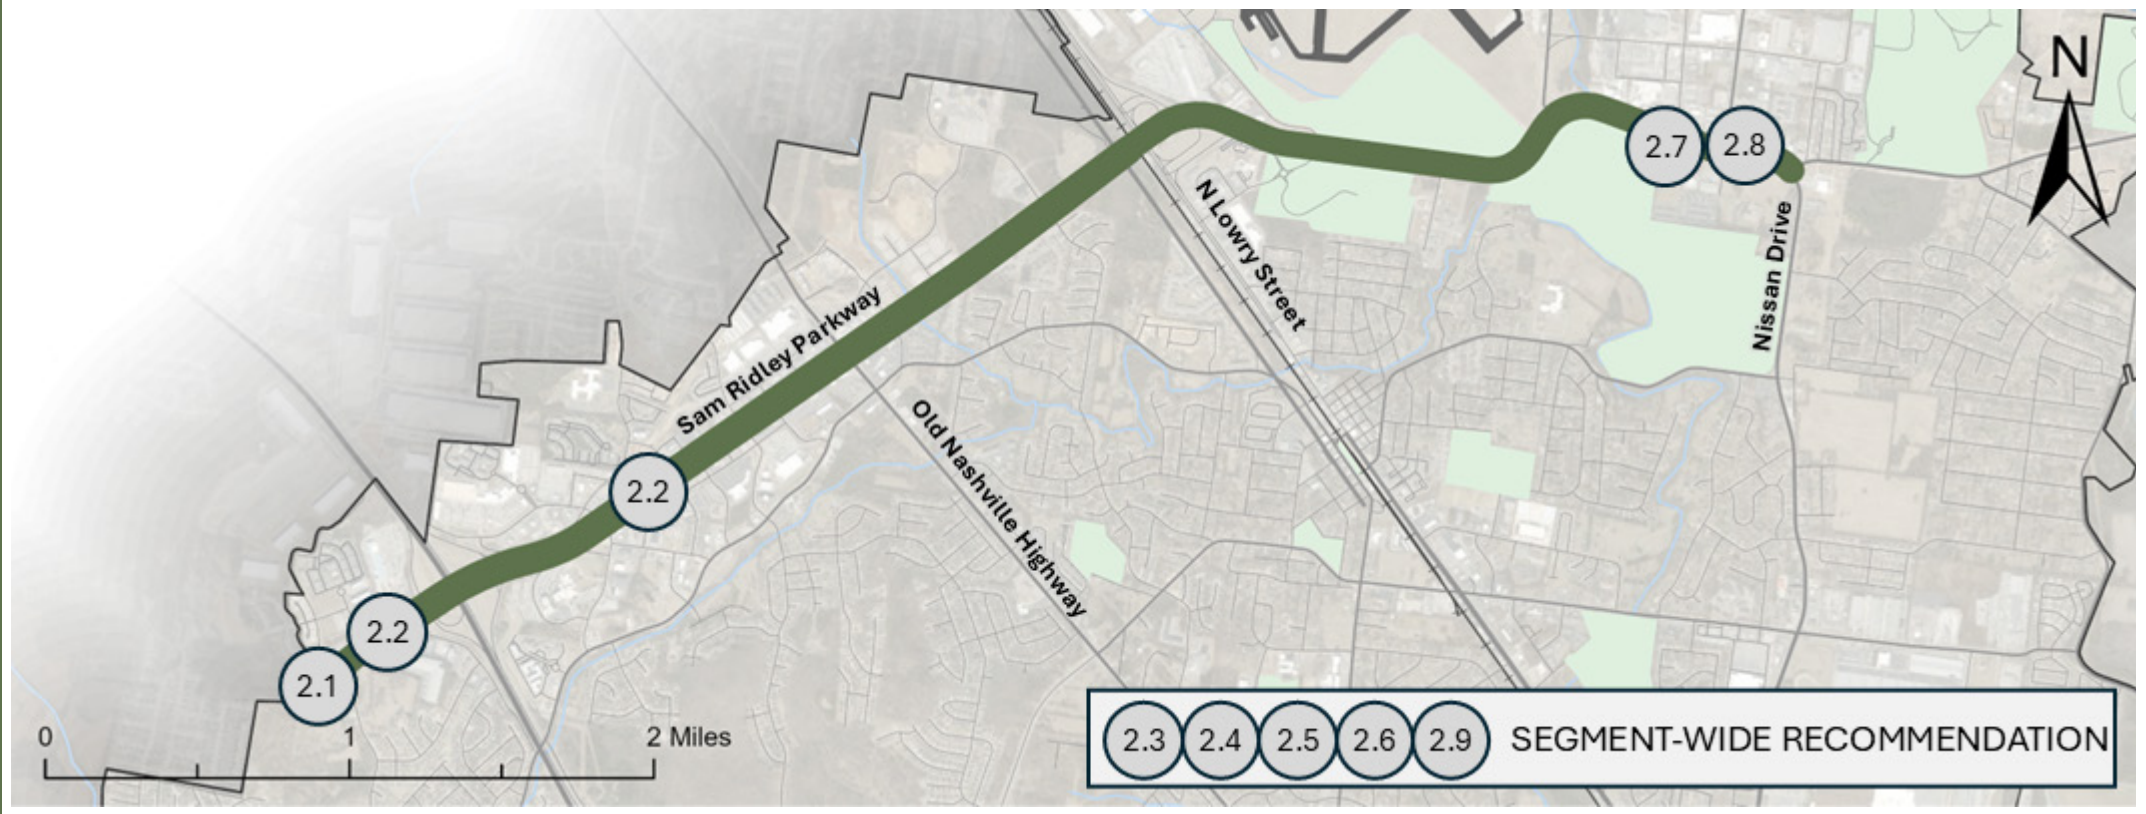 N
2.7
2.8
N Lowry Street
Nissan Drive
Sam Ridley Parkway
Old Nashville Highway
2.2
2.2
2.1
0
1
2 Miles
2.3 2.4 2.5 2.6 2.9 SEGMENT-WIDE RECOMMENDATION